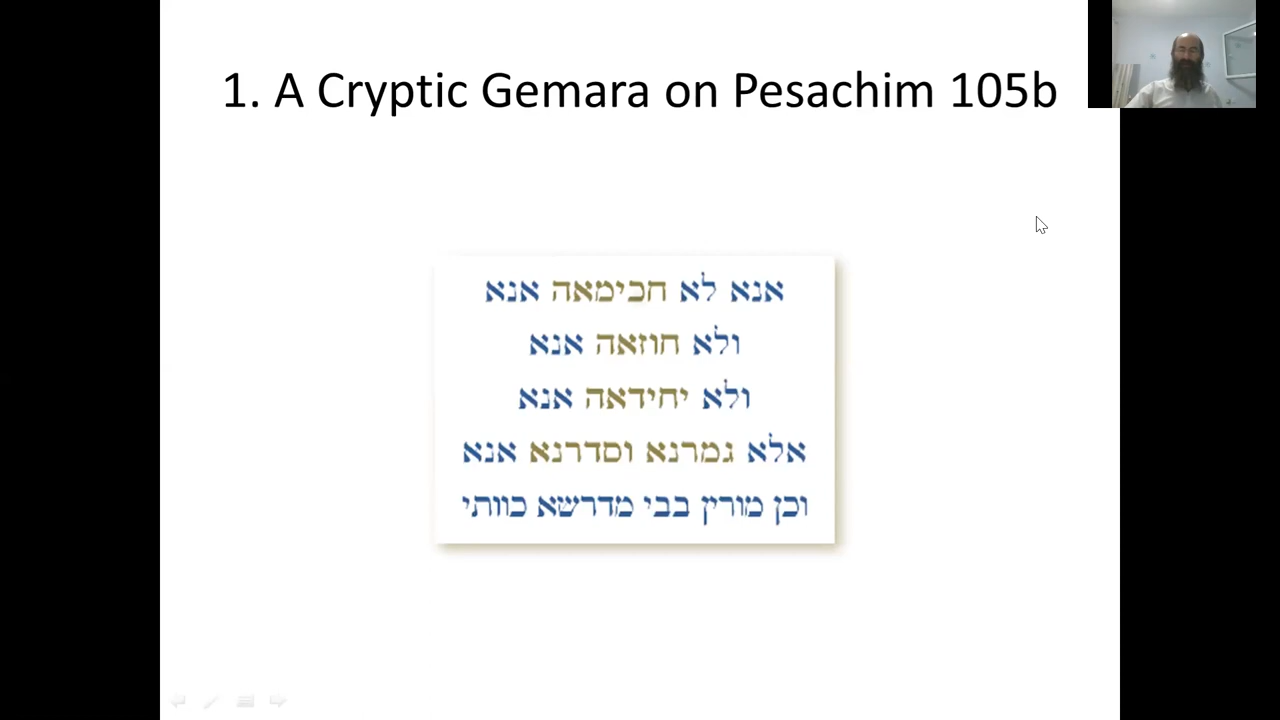 1. A Cryptic Gemara on Pesachim 105b
אנא לא חכימאה אנא
ולא חוזאה אנא
ולא יחידאה אנא
אלא גמרנא וסדרנא אנא
וכן מורין בבי מדרשא כוותי